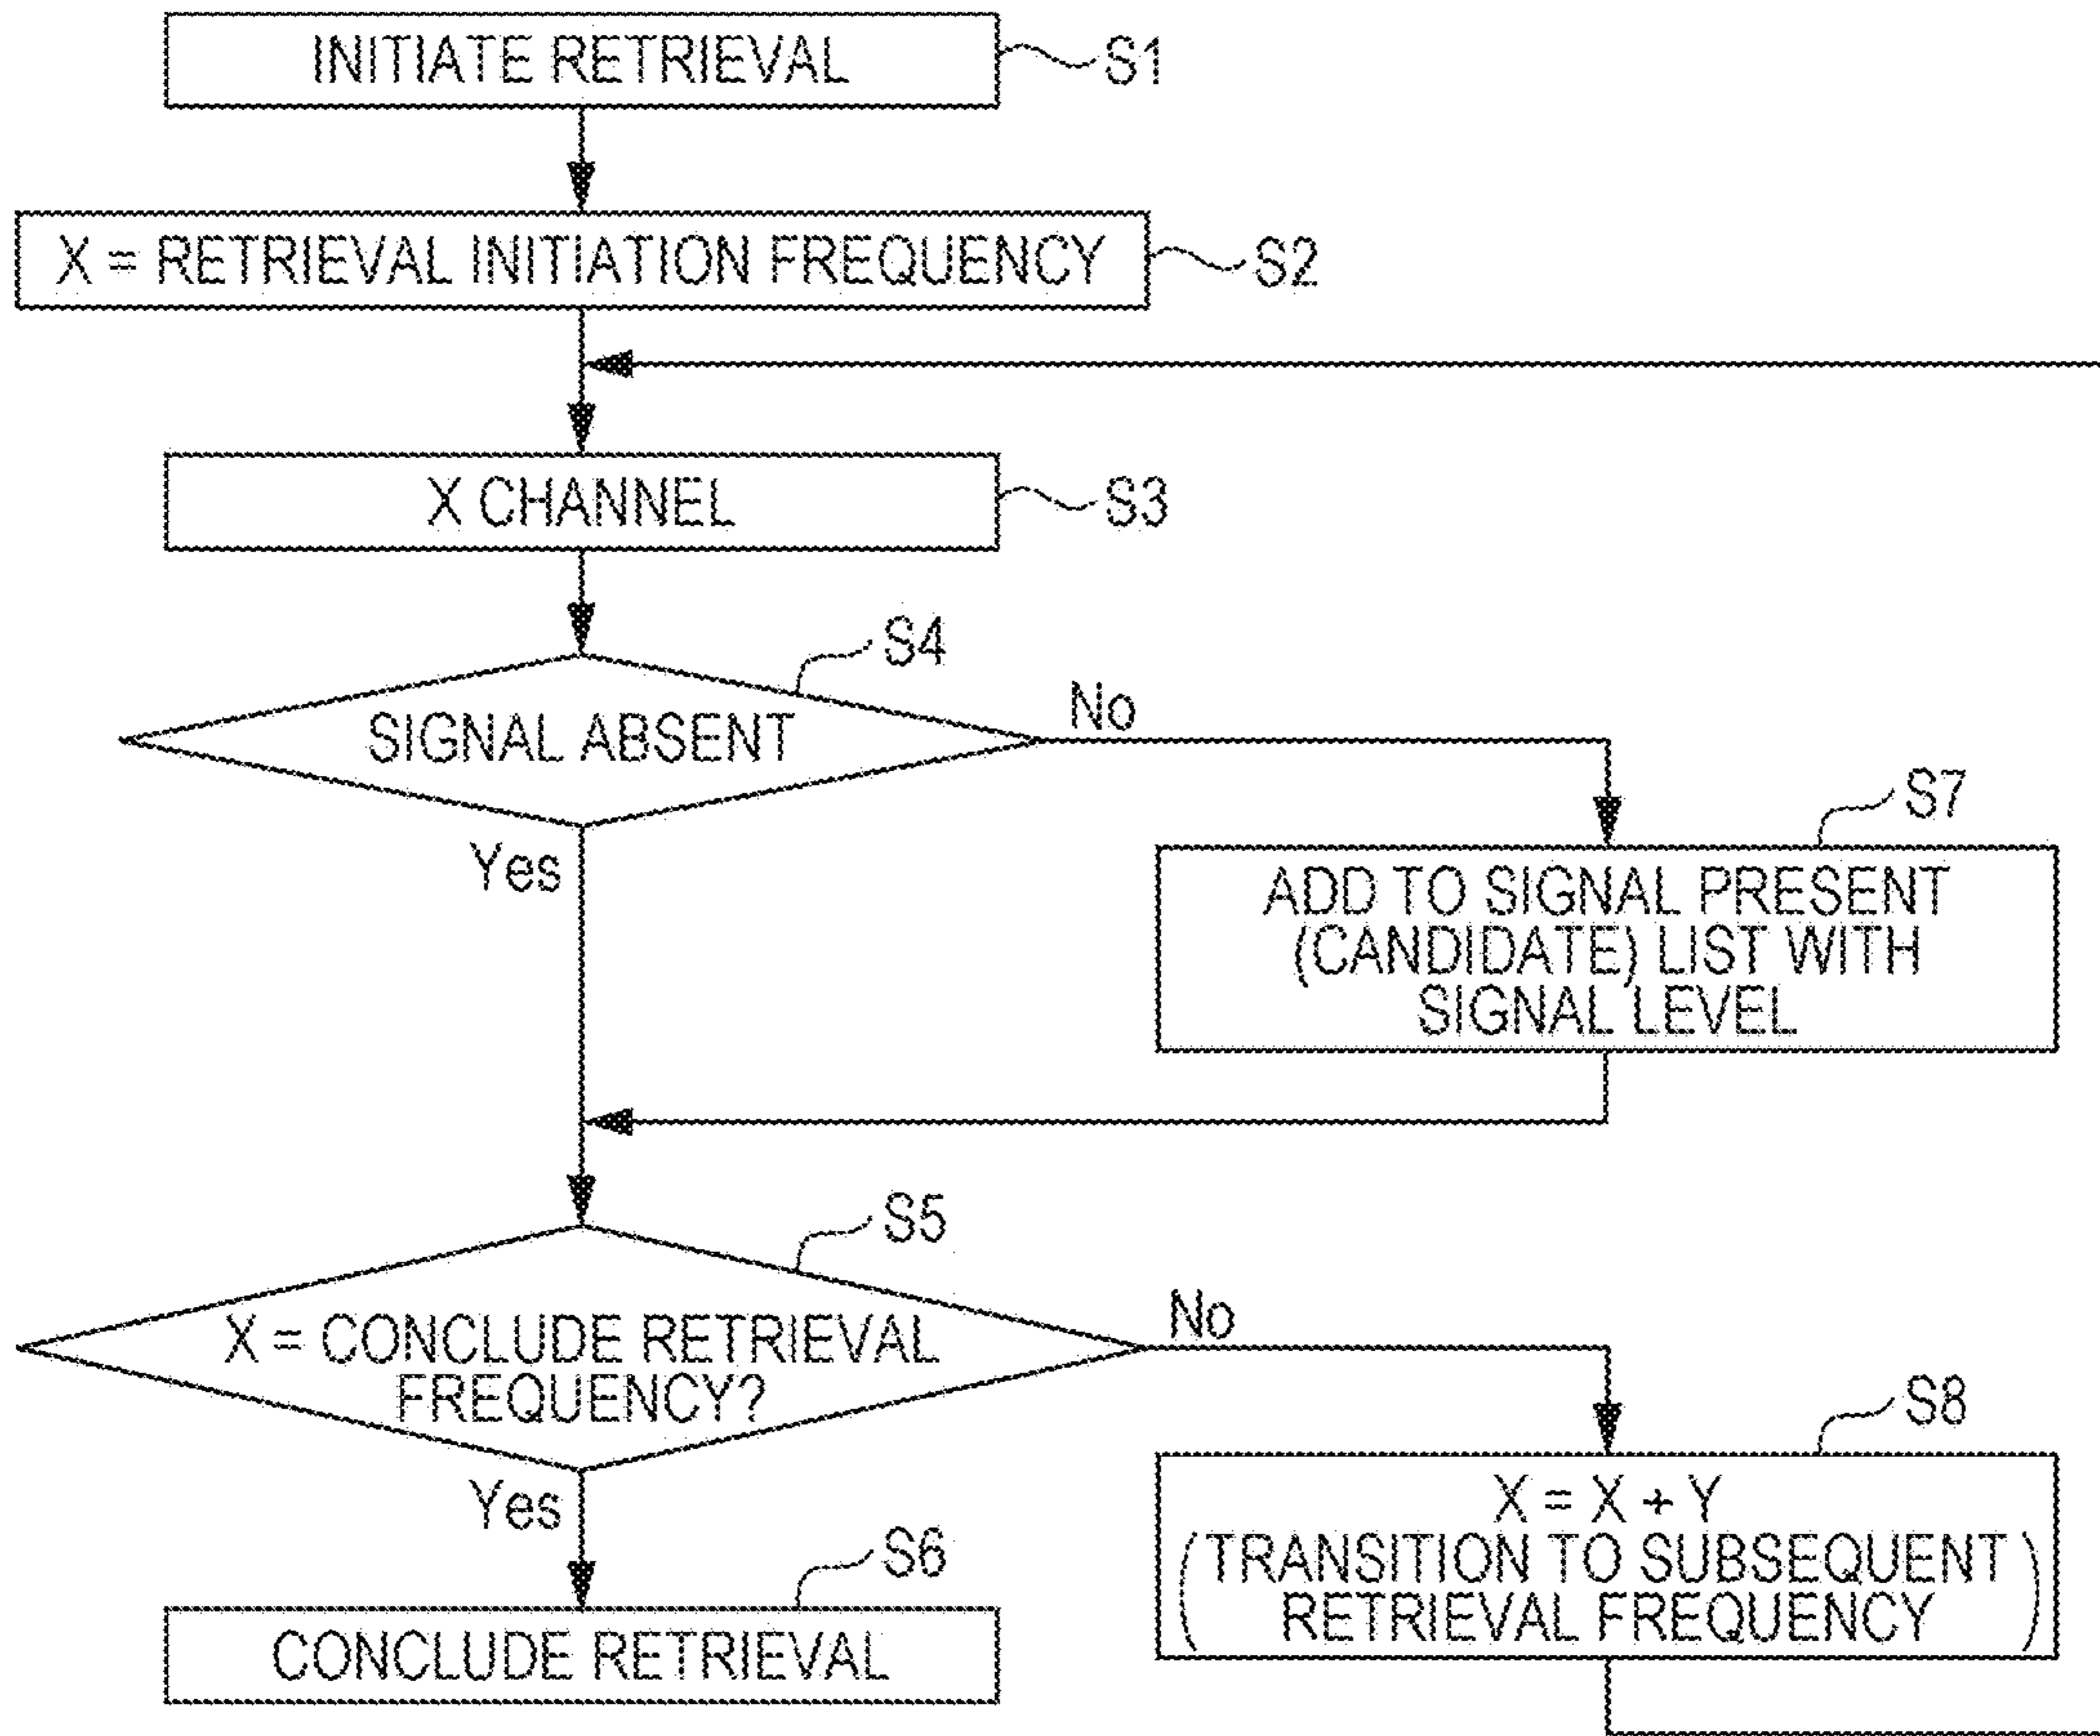 INITIATE RETRIEVAL
S1
X = RETRIEVAL INITIATION FREQUENCY
S2
X CHANNEL
S3
S4
SIGNAL ABSENT
No
Yes
S7
ADD TO SIGNAL PRESENT
(CANDIDATE) LIST WITH
SIGNAL LEVEL
S5
X = CONCLUDE RETRIEVAL
FREQUENCY?
No
Yes
S8
X = X + Y
(TRANSITION TO SUBSEQUENT
RETRIEVAL FREQUENCY)
S6
CONCLUDE RETRIEVAL